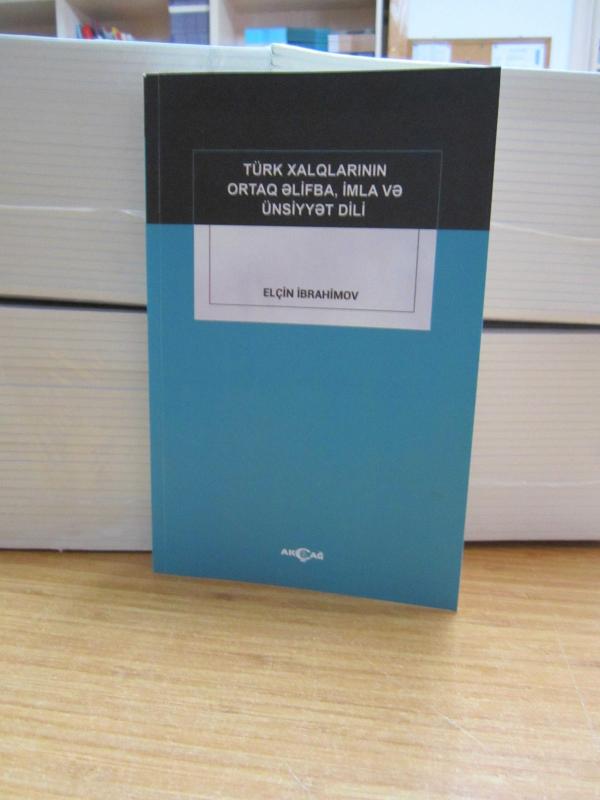 TÜRK XALQLARININ
ORTAQ ƏLİFBA, İMLA VƏ
ÜNSİYYƏT DİLİ
ELÇİN İBRAHİMOV
AKÇAĞ